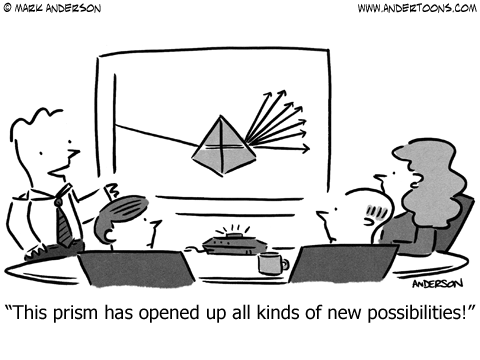 © MARK ANDERSON
WWW.ANDERTOONS.COM
ANDERSON
“This prism has opened up all kinds of new possibilities!”